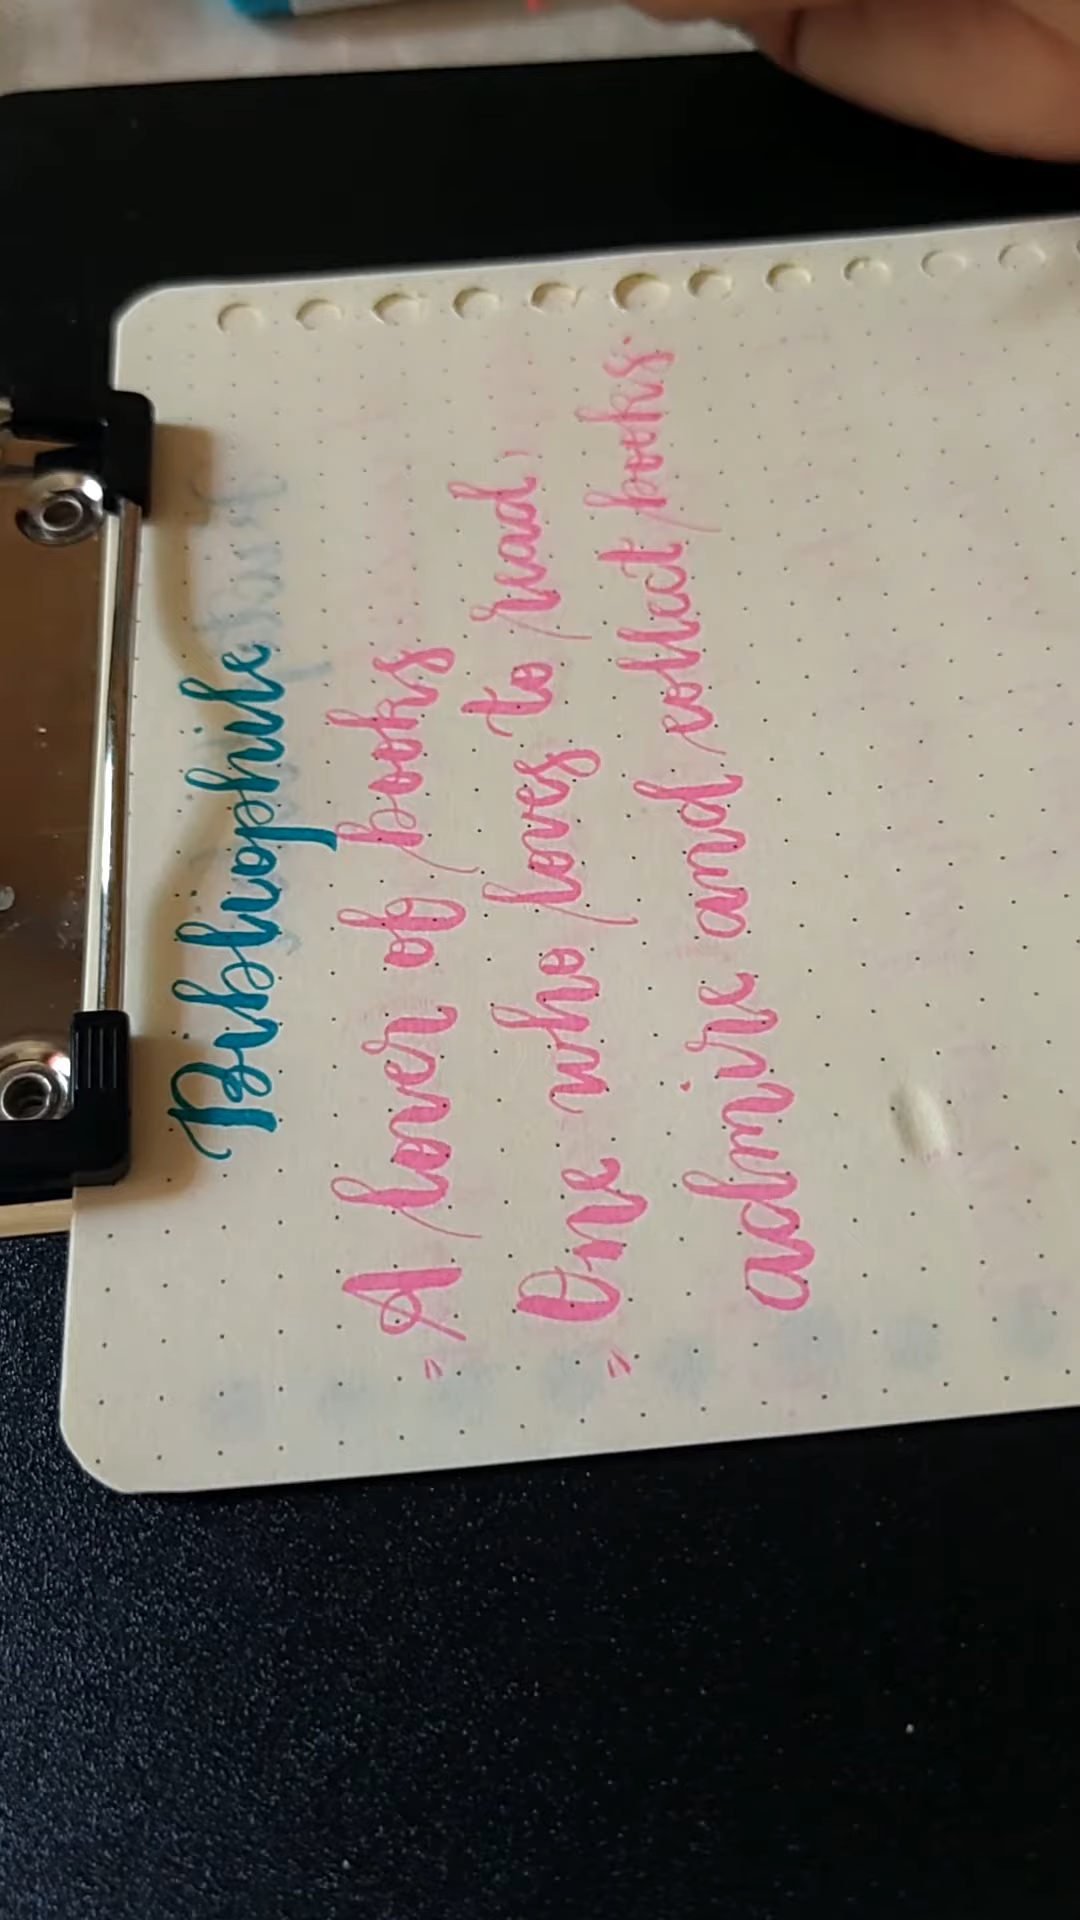 Bibliophile
" A lover of books
" One who loves to read,
admire and collect books.